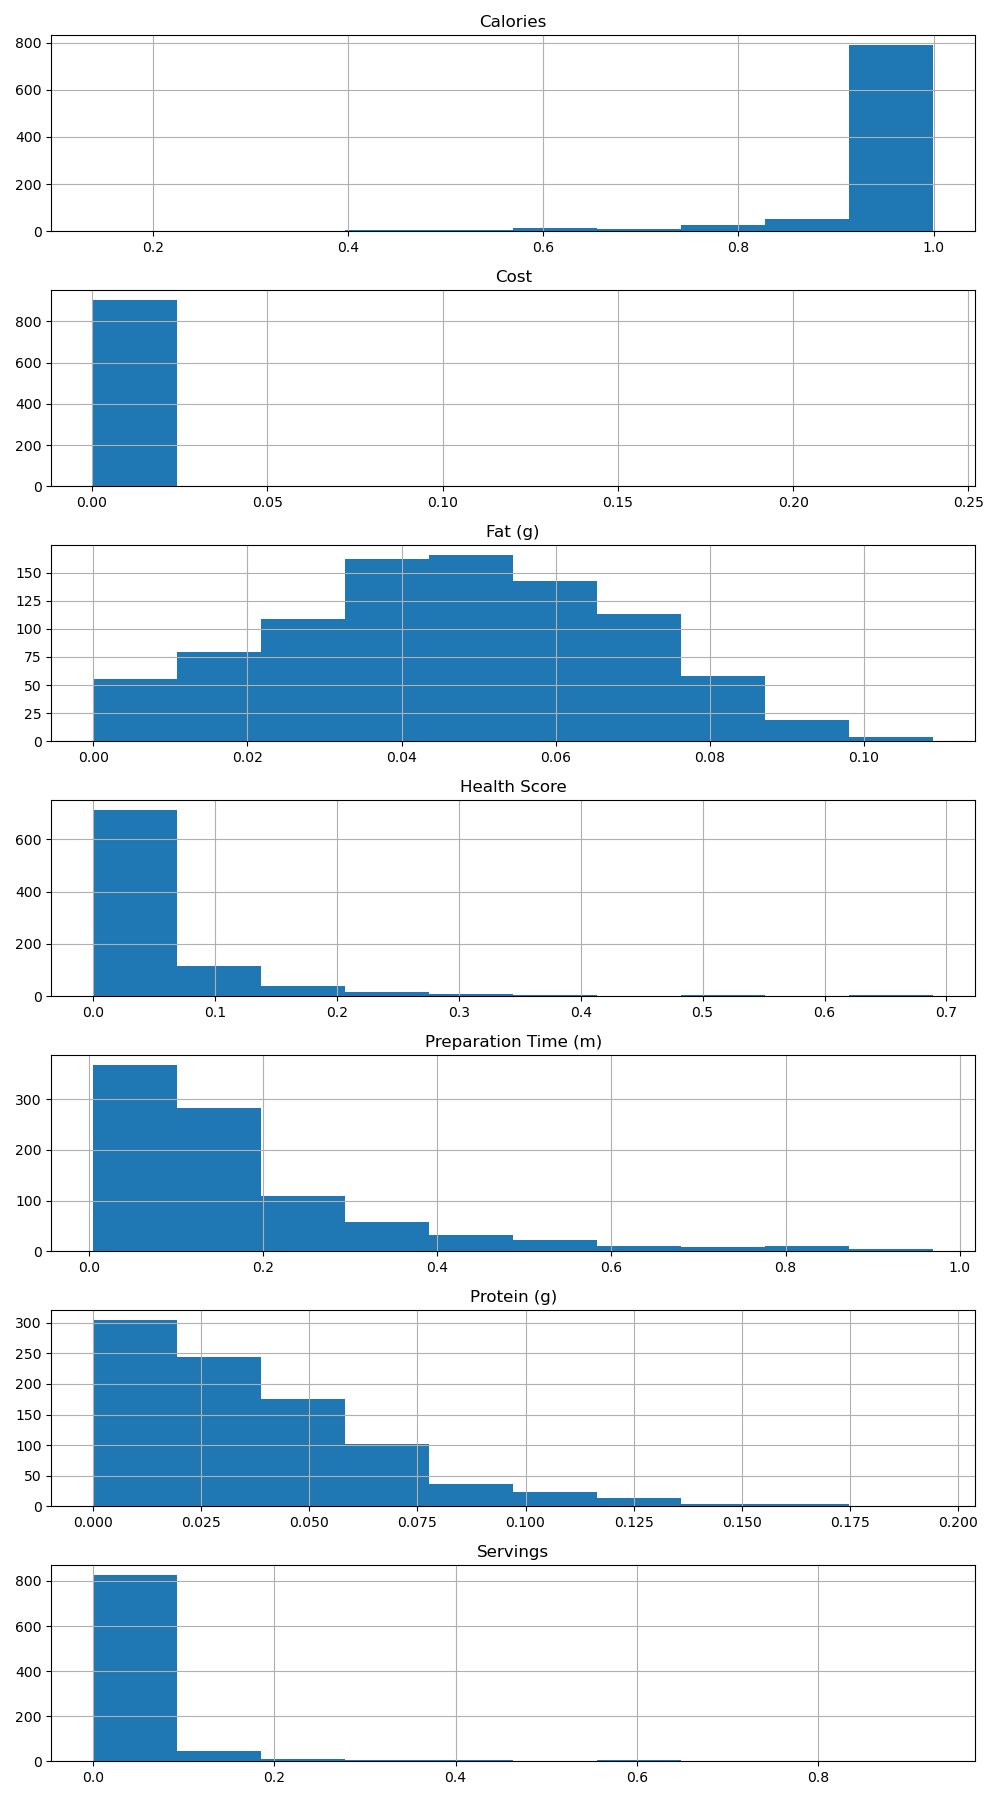 Calories
800
600
400
200
0
0.2 0.4 0.6 0.8 1.0
Cost
800
600
400
200
0
0.00 0.05 0.10 0.15 0.20 0.25
Fat (g)
150
125
100
75
50
25
0
0.00 0.02 0.04 0.06 0.08 0.10
Health Score
600
400
200
0
0.0 0.1 0.2 0.3 0.4 0.5 0.6 0.7
Preparation Time (m)
300
200
100
0
0.0 0.2 0.4 0.6 0.8 1.0
Protein (g)
300
250
200
150
100
50
0
0.000 0.025 0.050 0.075 0.100 0.125 0.150 0.175 0.200
Servings
800
600
400
200
0
0.0 0.2 0.4 0.6 0.8